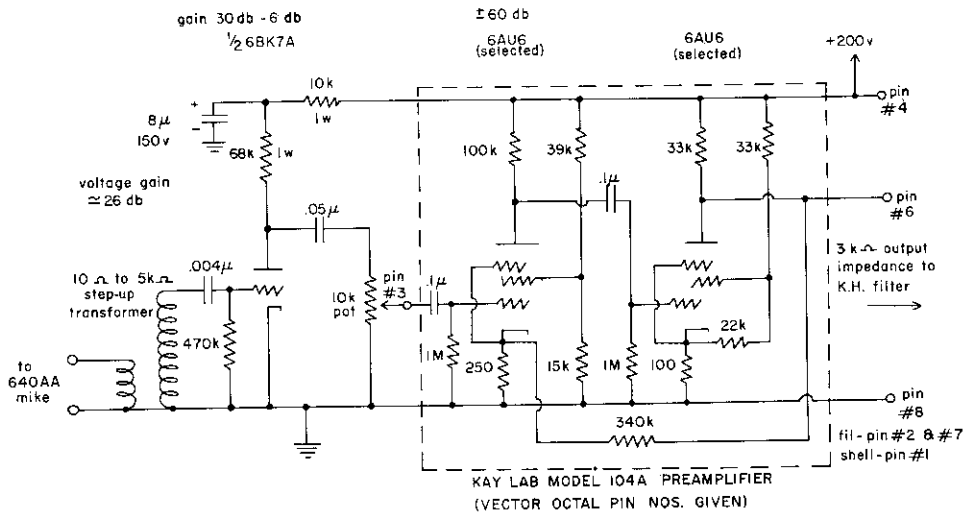 gain 30 db - 6 db
1/2 6BK7A
± 60 db
6AU6
(selected)
6AU6
(selected)
+200v
10k
1w
pin
#4
+
8µ
-
150v
68k
1w
100k
39k
33k
33k
voltage gain
≃ 26 db
.05µ
.1µ
pin
#6
10 Ω to 5kΩ
step-up
transformer
.004µ
10k
pot
pin
#3
.1µ
3 k-Ω output
impedance to
K.H. filter
470k
22k
1M
250
15k
1M
100
to
640AA
mike
pin
#8
340k
fil-pin #2 & #7
shell-pin #1
KAY LAB MODEL 104A PREAMPLIFIER
(VECTOR OCTAL PIN NOS. GIVEN)